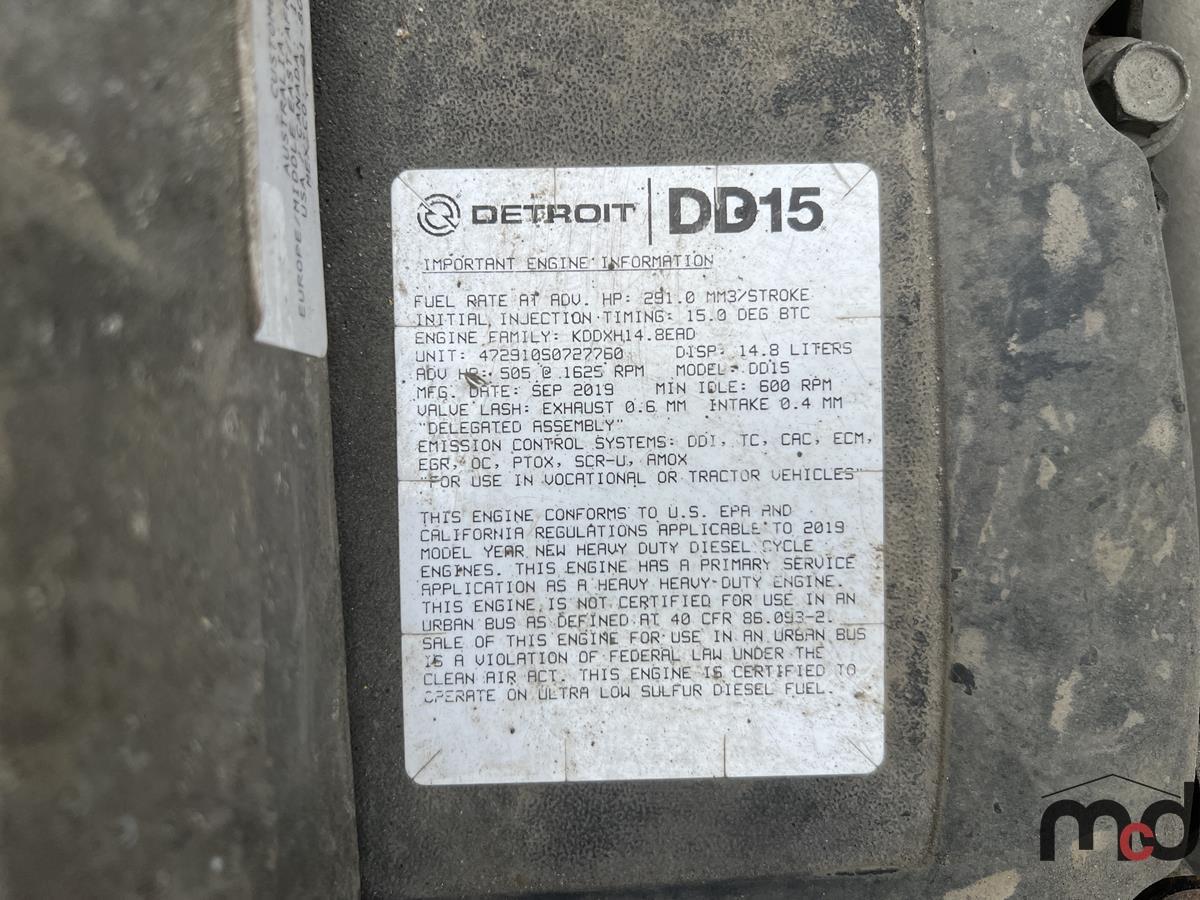 DETROIT DD15
IMPORTANT ENGINE INFORMATION
FUEL RATE AT ADV. HP: 291.0 MM3/STROKE
INITIAL INJECTION TIMING: 15.0 DEG BTC
ENGINE FAMILY: KDDXH14.8EAD
UNIT: 472910S0727760 DISP: 14.8 LITERS
ADV HP: 505 @ 1625 RPM MODEL: DD15
MFG. DATE: SEP 2019 MIN IDLE: 600 RPM
VALVE LASH: EXHAUST 0.6 MM INTAKE 0.4 MM
"DELEGATED ASSEMBLY"
EMISSION CONTROL SYSTEMS: DDI, TC, CAC, ECM,
EGR, OC, PTOX, SCR-U, AMOX
"FOR USE IN VOCATIONAL OR TRACTOR VEHICLES"
THIS ENGINE CONFORMS TO U.S. EPA AND
CALIFORNIA REGULATIONS APPLICABLE TO 2019
MODEL YEAR NEW HEAVY DUTY DIESEL CYCLE
ENGINES. THIS ENGINE HAS A PRIMARY SERVICE
APPLICATION AS A HEAVY HEAVY-DUTY ENGINE.
THIS ENGINE IS NOT CERTIFIED FOR USE IN AN
URBAN BUS AS DEFINED AT 40 CFR 86.093-2.
SALE OF THIS ENGINE FOR USE IN AN URBAN BUS
IS A VIOLATION OF FEDERAL LAW UNDER THE
CLEAN AIR ACT. THIS ENGINE IS CERTIFIED TO
OPERATE ON ULTRA LOW SULFUR DIESEL FUEL.
EUROPE/MIDDLE EAST/AF
USA/CANADA
mcd